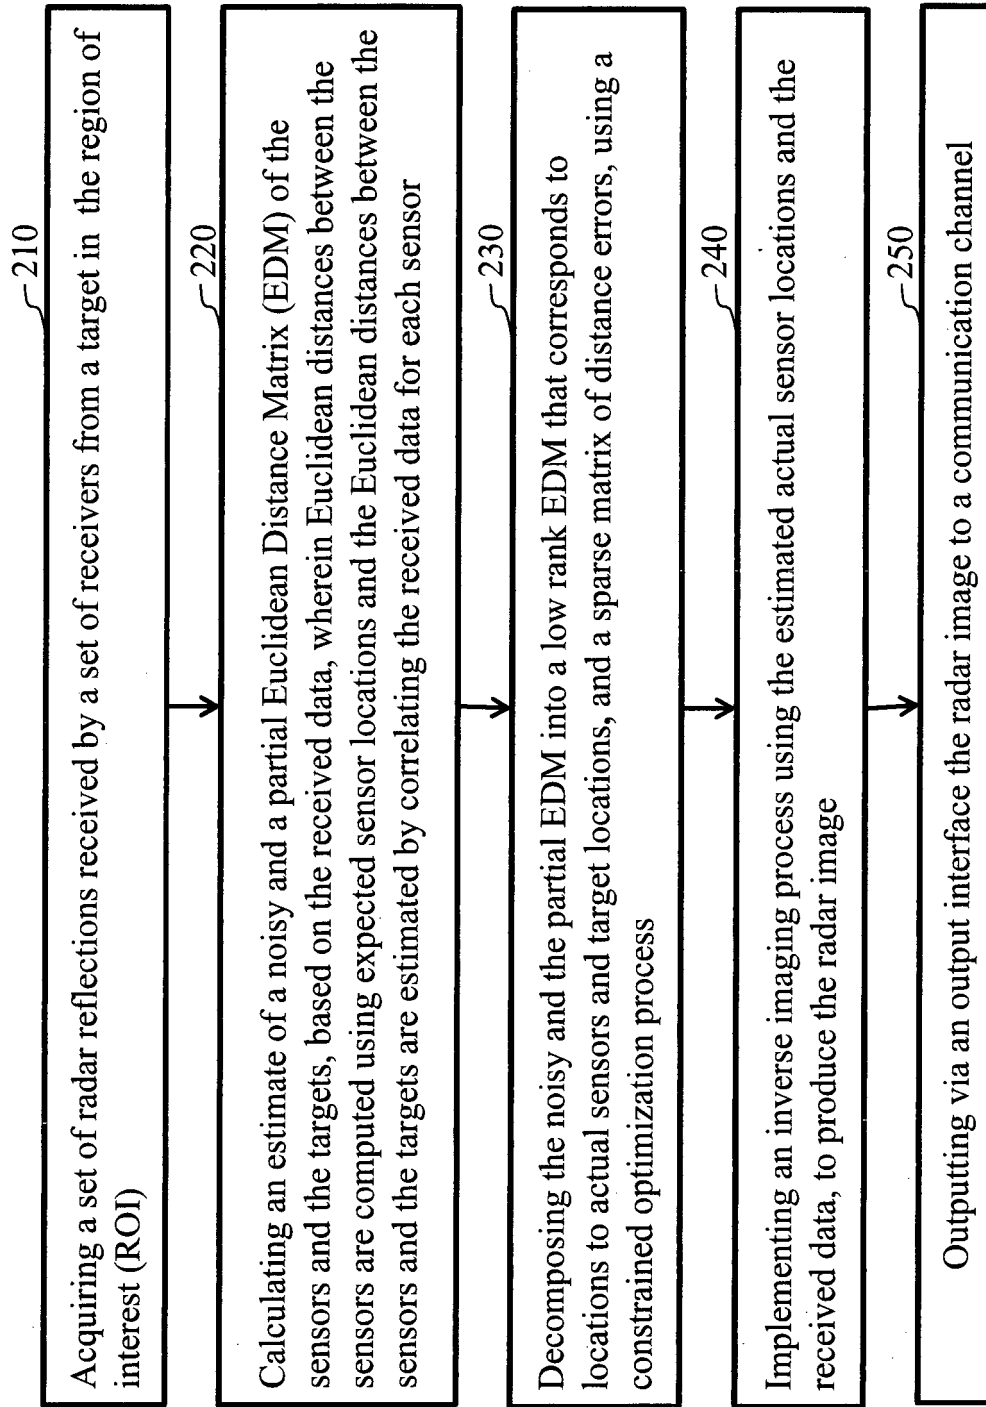 210
Acquiring a set of radar reflections received by a set of receivers from a target in the region of
interest (ROI)
220
Calculating an estimate of a noisy and a partial Euclidean Distance Matrix (EDM) of the
sensors and the targets, based on the received data, wherein Euclidean distances between the
sensors are computed using expected sensor locations and the Euclidean distances between the
sensors and the targets are estimated by correlating the received data for each sensor
230
Decomposing the noisy and the partial EDM into a low rank EDM that corresponds to
locations to actual sensors and target locations, and a sparse matrix of distance errors, using a
constrained optimization process
240
Implementing an inverse imaging process using the estimated actual sensor locations and the
received data, to produce the radar image
250
Outputting via an output interface the radar image to a communication channel